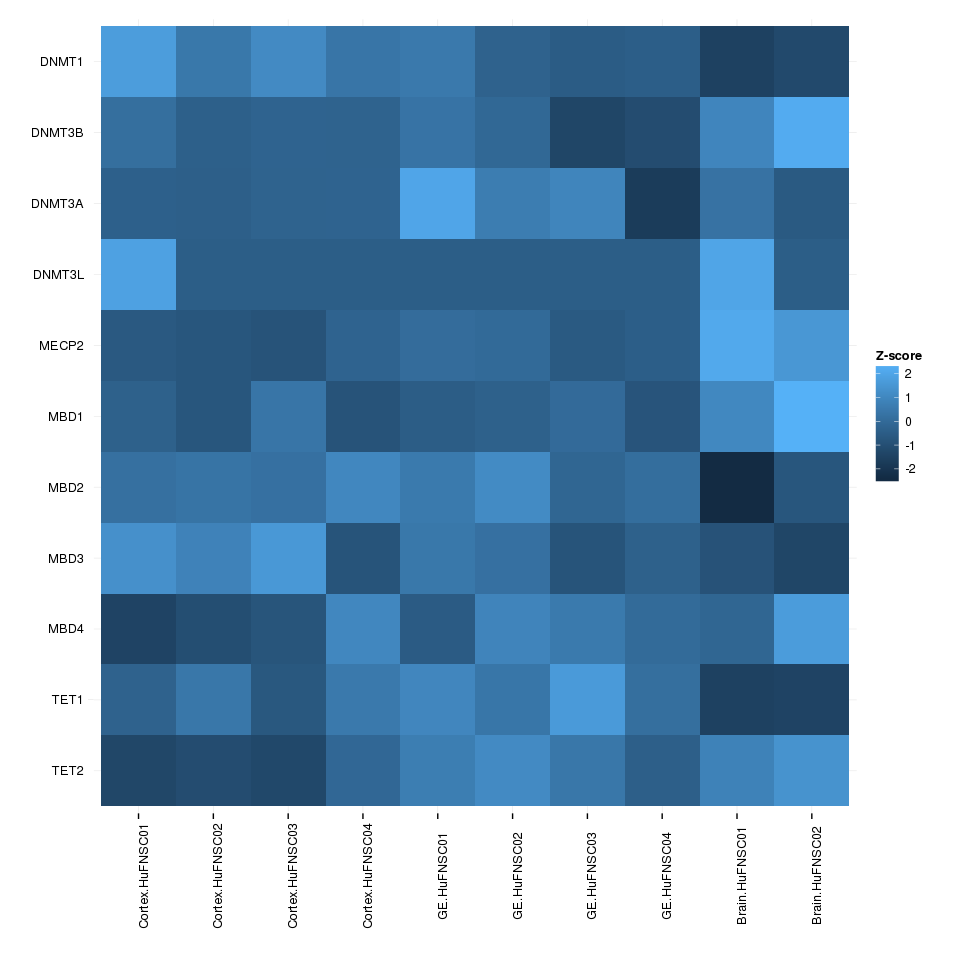 DNMT1
DNMT3B
DNMT3A
DNMT3L
MECP2
MBD1
MBD2
MBD3
MBD4
TET1
TET2
Cortex.HuFNSC01
Cortex.HuFNSC02
Cortex.HuFNSC03
Cortex.HuFNSC04
GE.HuFNSC01
GE.HuFNSC02
GE.HuFNSC03
GE.HuFNSC04
Brain.HuFNSC01
Brain.HuFNSC02
Z-score
2
1
0
-1
-2